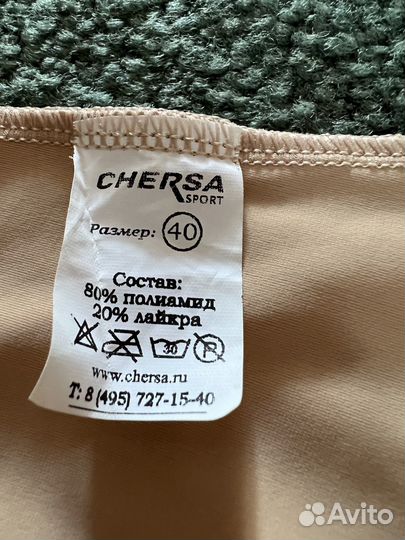 CHERSA
SPORT
Размер: 40
Состав:
80% полиамид
20% лайкра
30 P
www.chersa.ru
Т: 8 (495) 727-15-40
Avito